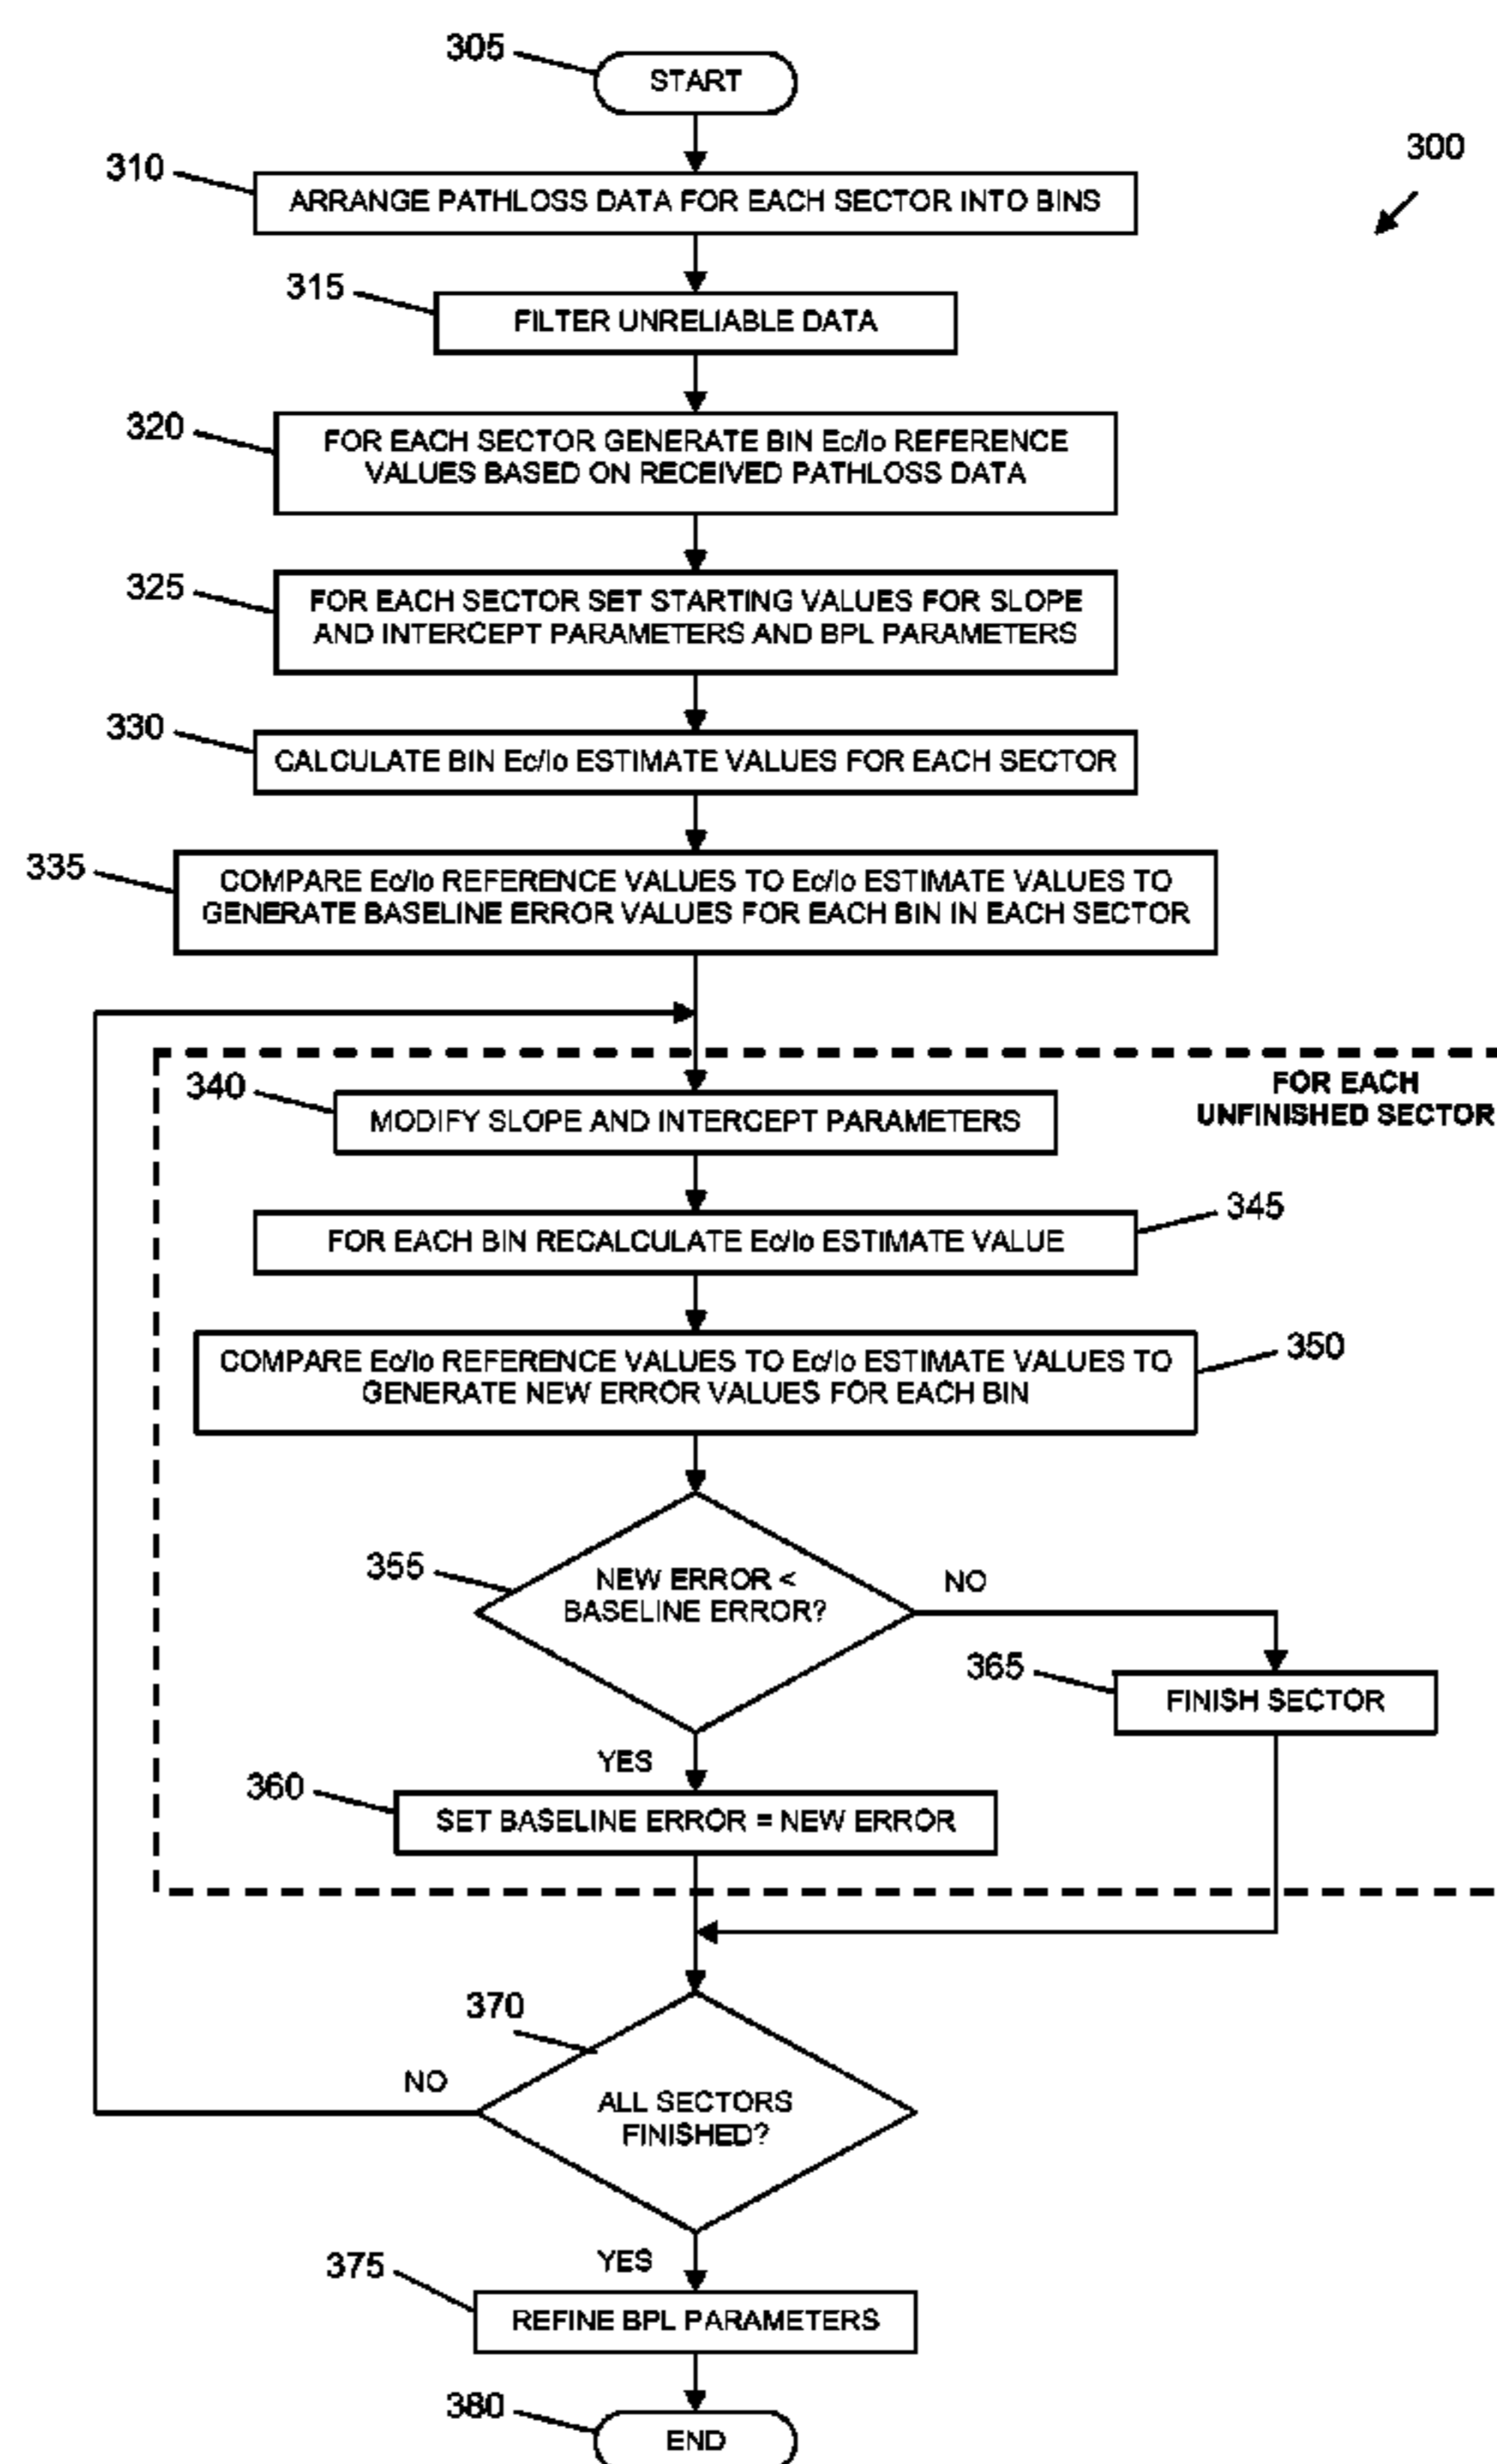 305
START
300
310
ARRANGE PATHLOSS DATA FOR EACH SECTOR INTO BINS
315
FILTER UNRELIABLE DATA
320
FOR EACH SECTOR GENERATE BIN Ec/Io REFERENCE
VALUES BASED ON RECEIVED PATHLOSS DATA
325
FOR EACH SECTOR SET STARTING VALUES FOR SLOPE
AND INTERCEPT PARAMETERS AND BPL PARAMETERS
330
CALCULATE BIN Ec/Io ESTIMATE VALUES FOR EACH SECTOR
335
COMPARE Ec/Io REFERENCE VALUES TO Ec/Io ESTIMATE VALUES TO
GENERATE BASELINE ERROR VALUES FOR EACH BIN IN EACH SECTOR
FOR EACH
UNFINISHED SECTOR
340
MODIFY SLOPE AND INTERCEPT PARAMETERS
345
FOR EACH BIN RECALCULATE Ec/Io ESTIMATE VALUE
350
COMPARE Ec/Io REFERENCE VALUES TO Ec/Io ESTIMATE VALUES TO
GENERATE NEW ERROR VALUES FOR EACH BIN
355
NEW ERROR <
BASELINE ERROR?
NO
365
FINISH SECTOR
YES
360
SET BASELINE ERROR = NEW ERROR
370
NO
ALL SECTORS
FINISHED?
YES
375
REFINE BPL PARAMETERS
380
END